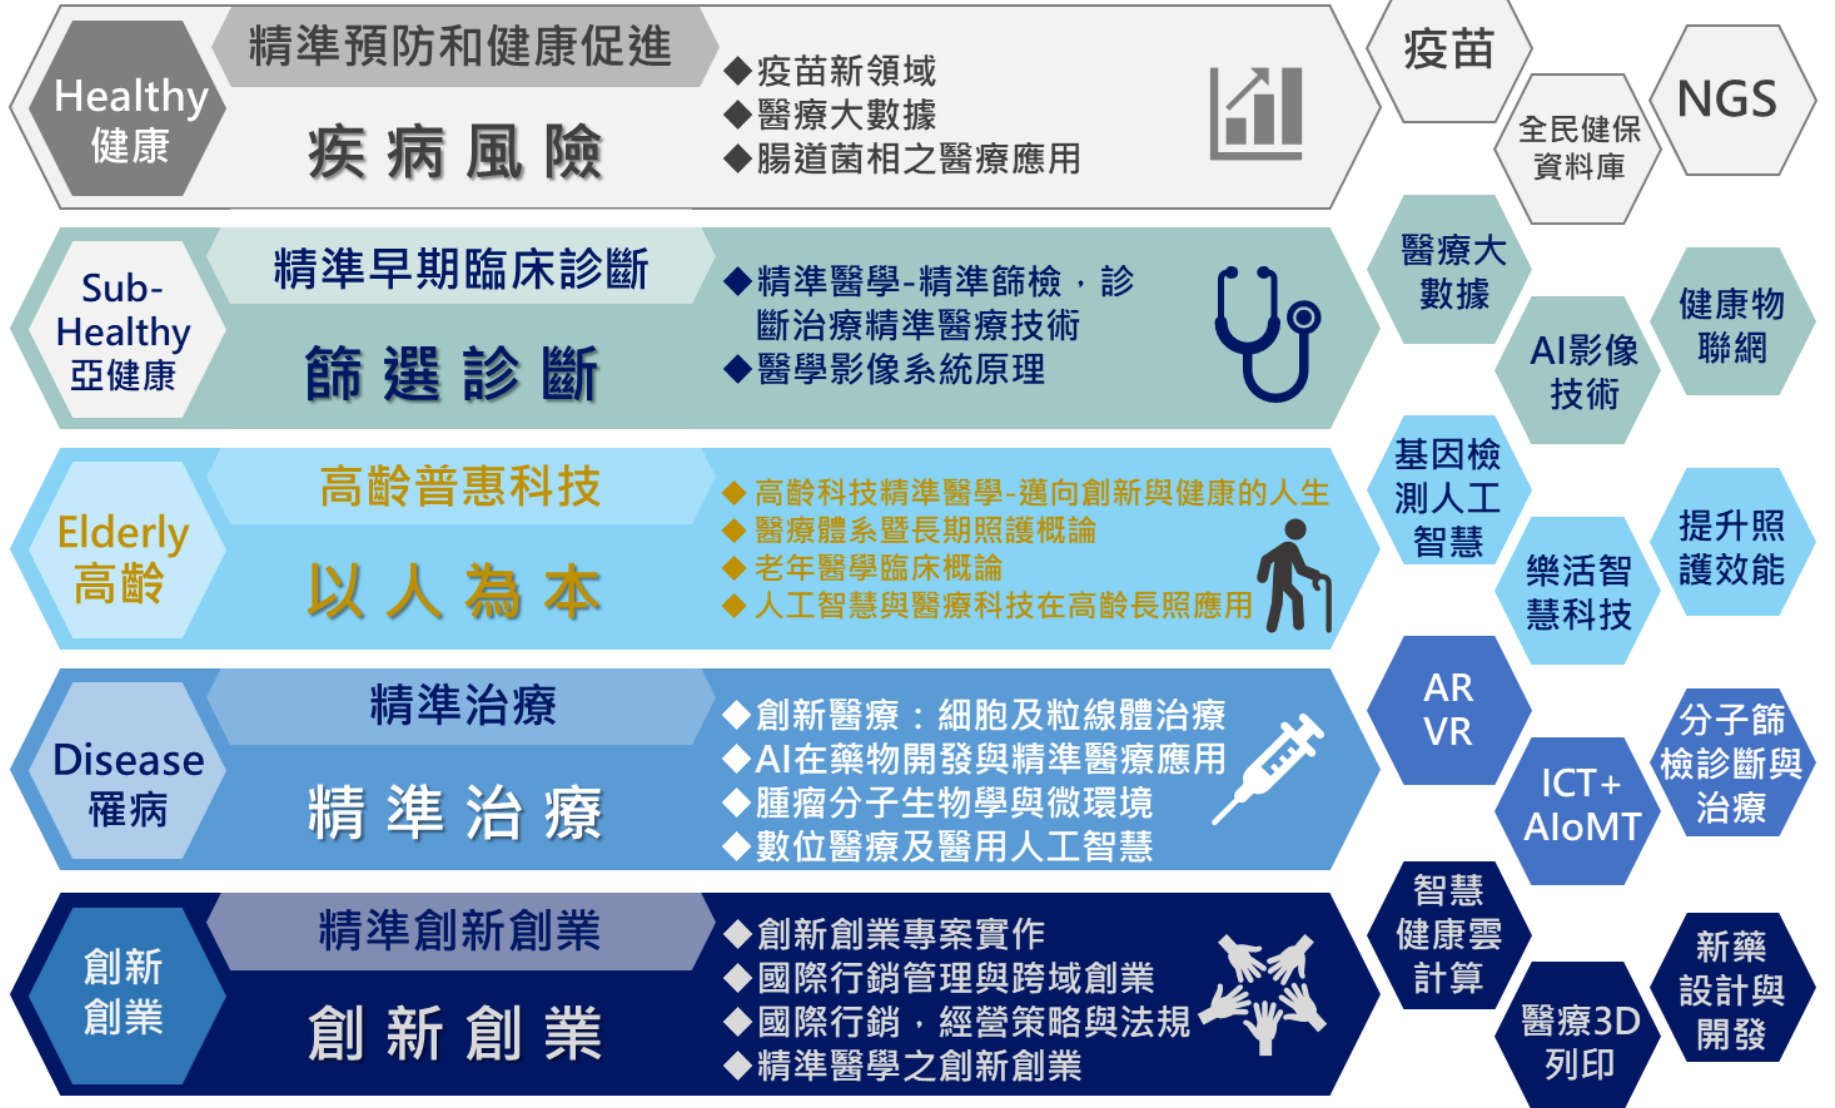 Healthy
健康
精準預防和健康促進
疾病風險
◆疫苗新領域
◆醫療大數據
◆腸道菌相之醫療應用
疫苗
全民健保
資料庫
NGS
Sub-
Healthy
亞健康
精準早期臨床診斷
篩選診斷
◆精準醫學-精準篩檢，診
斷治療精準醫療技術
◆醫學影像系統原理
醫療大
數據
AI影像
技術
健康物
聯網
Elderly
高齡
高齡普惠科技
以人為本
◆高齡科技精準醫學-邁向創新與健康的人生
◆醫療體系暨長期照護概論
◆老年醫學臨床概論
◆人工智慧與醫療科技在高齡長照應用
基因檢
測人工
智慧
樂活智
慧科技
提升照
護效能
Disease
罹病
精準治療
精準治療
◆創新醫療：細胞及粒線體治療
◆AI在藥物開發與精準醫療應用
◆腫瘤分子生物學與微環境
◆數位醫療及醫用人工智慧
AR
VR
ICT+
AIoMT
分子篩
檢診斷與
治療
創新
創業
精準創新創業
創新創業
◆創新創業專案實作
◆國際行銷管理與跨域創業
◆國際行銷，經營策略與法規
◆精準醫學之創新創業
智慧
健康雲
計算
醫療3D
列印
新藥
設計與
開發